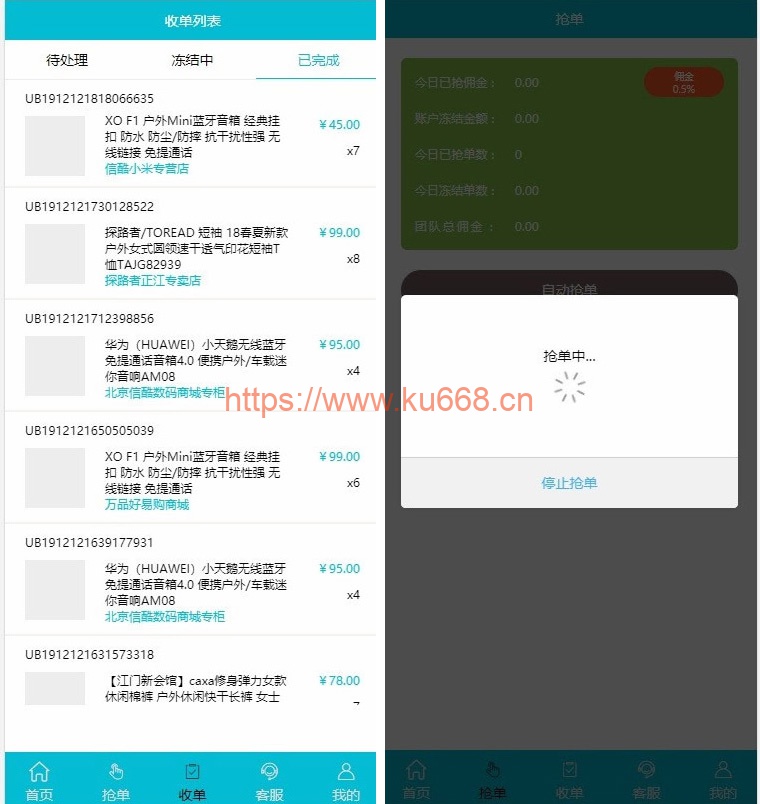 收单列表
待处理
冻结中
已完成
UB1912121818066635
XO F1 户外Mini蓝牙音箱 经典挂
扣 防水 防尘/防摔 抗干扰性强 无
线链接 免提通话
信酷小米专营店
￥45.00
x7
UB1912121730128522
探路者/TOREAD 短袖 18春夏新款
户外女式圆领速干透气印花短袖T
恤TAJG82939
探路者正江专卖店
￥99.00
x8
UB1912121712398856
华为（HUAWEI）小天鹅无线蓝牙
免提通话音箱4.0 便携户外/车载迷
你音响AM08
北京信酷数码商城专柜
￥95.00
x4
UB1912121650505039
XO F1 户外Mini蓝牙音箱 经典挂
扣 防水 防尘/防摔 抗干扰性强 无
线链接 免提通话
万品好易购商城
￥99.00
x6
UB1912121639177931
华为（HUAWEI）小天鹅无线蓝牙
免提通话音箱4.0 便携户外/车载迷
你音响AM08
北京信酷数码商城专柜
￥95.00
x4
UB1912121631573318
【江门新会馆】caxa修身弹力女款
休闲棉裤 户外休闲快干长裤 女士
￥78.00
首页
抢单
收单
客服
我的
抢单
今日已抢佣金： 0.00
佣金
0.5%
账户冻结金额： 0.00
今日已抢单数： 0
今日冻结单数： 0.00
团队总佣金： 0.00
自动抢单
抢单中...
停止抢单
首页
抢单
收单
客服
我的
https://www.ku668.cn